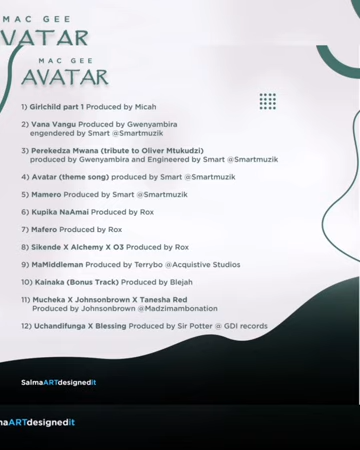 MAC GEE
VATAR
MAC GEE
AVATAR
1) Girlchild part 1 Produced by Micah
2) Vana Vangu Produced by Gwenyambira
engendered by Smart @Smartmuzik
3) Perekedza Mwana (tribute to Oliver Mtukudzi)
produced by Gwenyambira and Engineered by Smart @Smartmuzik
4) Avatar (theme song) produced by Smart @Smartmuzik
5) Mamero Produced by Smart @Smartmuzik
6) Kupika NaAmai Produced by Rox
7) Mafero Produced by Rox
8) Sikende X Alchemy X O3 Produced by Rox
9) MaMiddleman Produced by Terrybo @Acquistive Studios
10) Kainaka (Bonus Track) Produced by Blejah
11) Mucheka X Johnsonbrown X Tanesha Red
Produced by Johnsonbrown @Madzimambonation
12) Uchandifunga X Blessing Produced by Sir Potter @ GDI records
SalmaARTdesignedit
maARTdesignedit